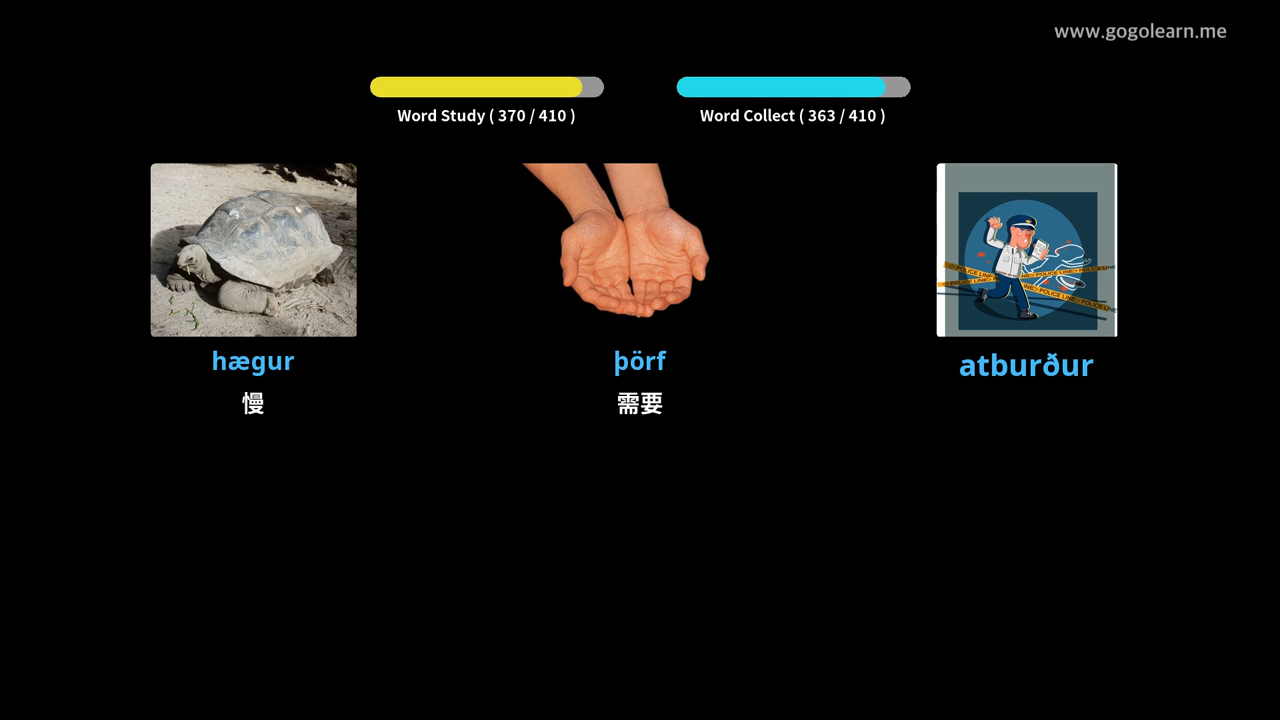 www.gogolearn.me
Word Study ( 370 / 410 )
Word Collect ( 363 / 410 )
hægur
慢
þörf
需要
atburður